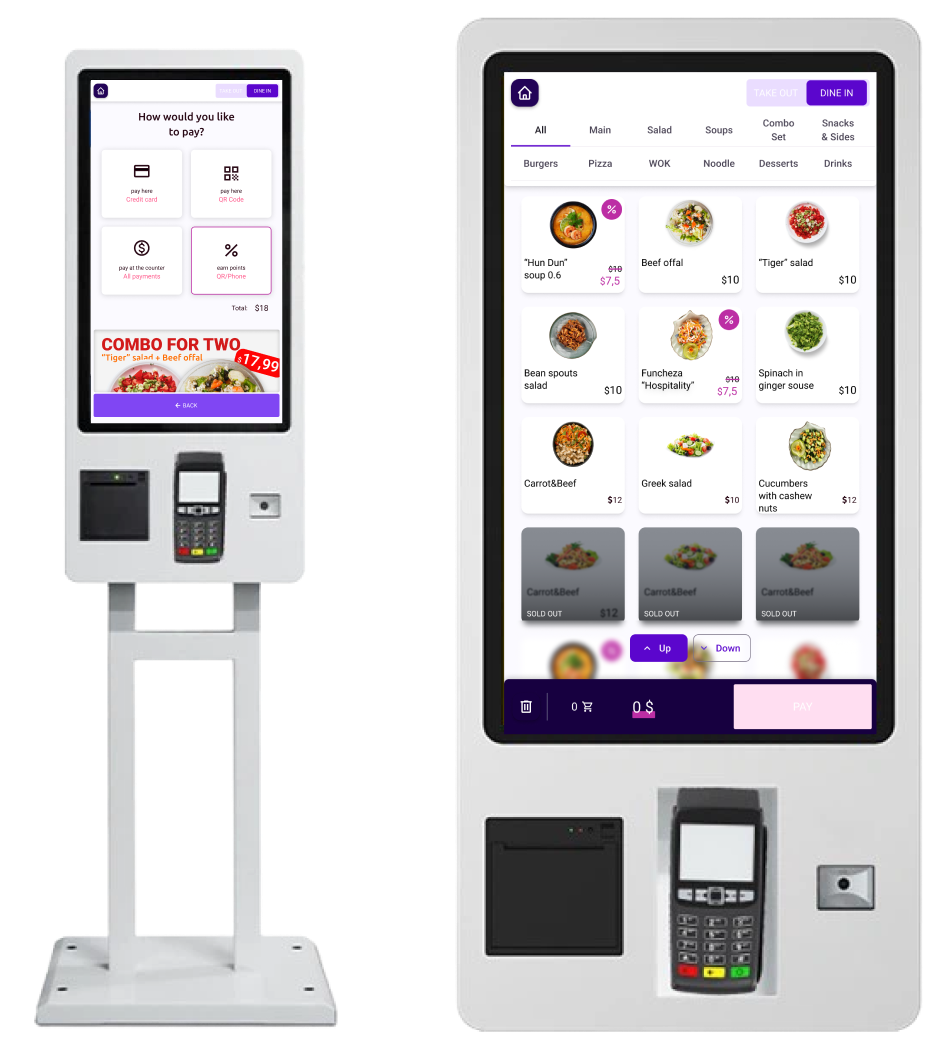 TAKE OUT
DINE IN
How would you like
to pay?
pay here
Credit card
pay here
QR Code
pay at the counter
All payments
earn points
QR/Phone
Total: $18
COMBO FOR TWO
"Tiger" salad + Beef offal
$17,99
BACK
TAKE OUT
DINE IN
All
Main
Salad
Soups
Combo
Set
Snacks
& Sides
Burgers
Pizza
WOK
Noodle
Desserts
Drinks
%
"Hun Dun"
soup 0.6
$10
$7,5
Beef offal
$10
"Tiger" salad
$10
Bean spouts
salad
$10
%
Funcheza
"Hospitality"
$10
$7,5
Spinach in
ginger souse
$10
Carrot&Beef
$12
Greek salad
$10
Cucumbers
with cashew
nuts
$12
Carrot&Beef
SOLD OUT
$12
Carrot&Beef
SOLD OUT
Carrot&Beef
SOLD OUT
Up
Down
0
0 $
PAY